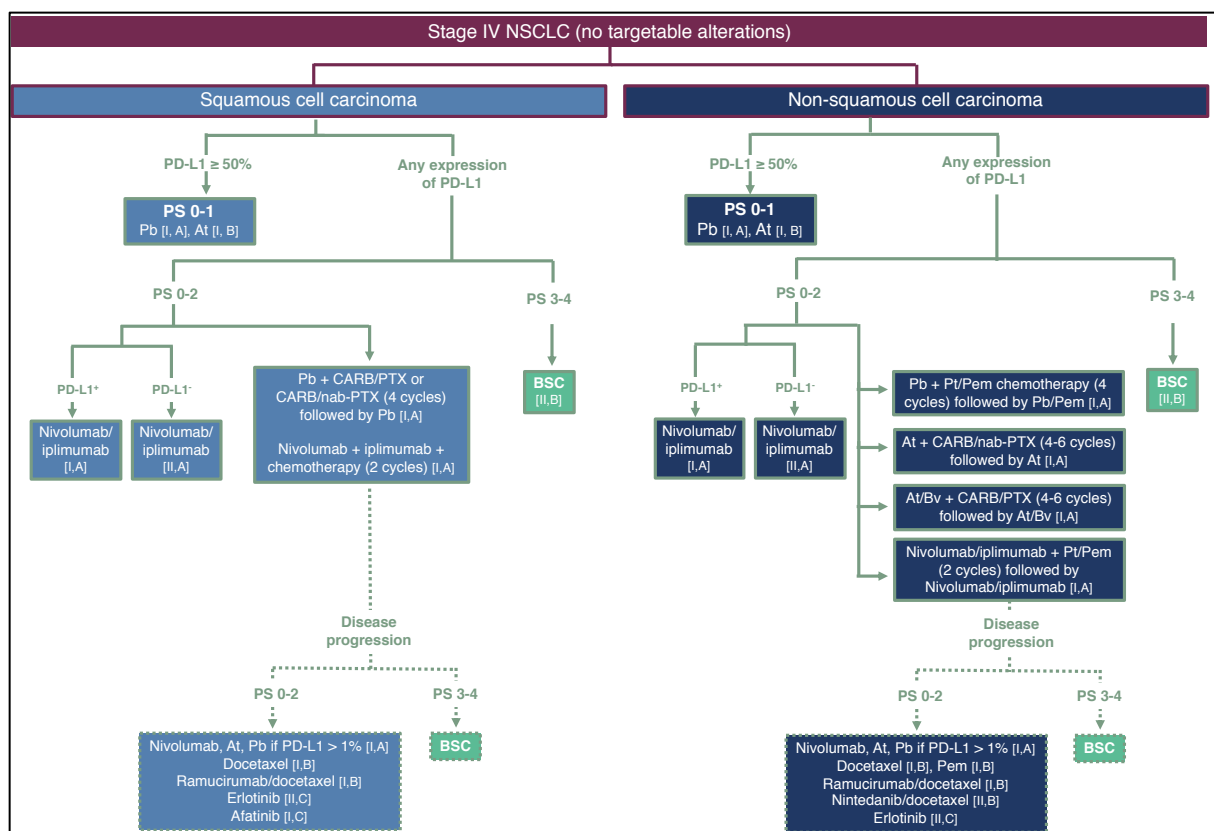 Stage IV NSCLC (no targetable alterations)
Squamous cell carcinoma
PD-L1 ≥ 50%
Any expression
of PD-L1
PS 0-1
Pb [I, A], At [I, B]
PS 0-2
PS 3-4
PD-L1+
PD-L1-
Nivolumab/
iplimumab
[I,A]
Nivolumab/
iplimumab
[II,A]
Pb + CARB/PTX or
CARB/nab-PTX (4 cycles)
followed by Pb [I,A]
Nivolumab + iplimumab +
chemotherapy (2 cycles) [I,A]
BSC
[II,B]
Disease
progression
PS 0-2
PS 3-4
Nivolumab, At, Pb if PD-L1 > 1% [I,A]
Docetaxel [I,B]
Ramucirumab/docetaxel [I,B]
Erlotinib [II,C]
Afatinib [I,C]
BSC
Non-squamous cell carcinoma
PD-L1 ≥ 50%
Any expression
of PD-L1
PS 0-1
Pb [I, A], At [I, B]
PS 0-2
PS 3-4
PD-L1+
PD-L1-
Nivolumab/
iplimumab
[I,A]
Nivolumab/
iplimumab
[II,A]
Pb + Pt/Pem chemotherapy (4
cycles) followed by Pb/Pem [I,A]
At + CARB/nab-PTX (4-6 cycles)
followed by At [I,A]
At/Bv + CARB/PTX (4-6 cycles)
followed by At/Bv [I,A]
Nivolumab/iplimumab + Pt/Pem
(2 cycles) followed by
Nivolumab/iplimumab [I,A]
BSC
[II,B]
Disease
progression
PS 0-2
PS 3-4
Nivolumab, At, Pb if PD-L1 > 1% [I,A]
Docetaxel [I,B], Pem [I,B]
Ramucirumab/docetaxel [I,B]
Nintedanib/docetaxel [II,B]
Erlotinib [II,C]
BSC